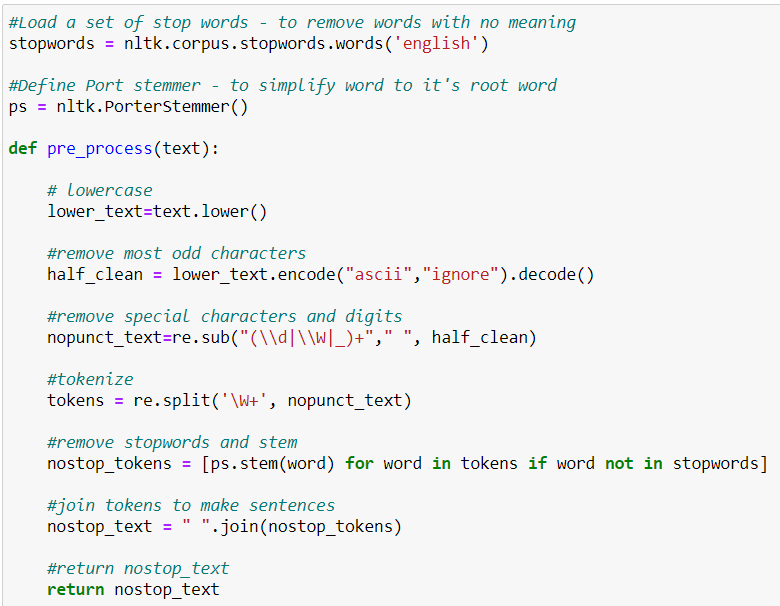 #Load a set of stop words - to remove words with no meaning
stopwords = nltk.corpus.stopwords.words('english')
#Define Port stemmer - to simplify word to it's root word
ps = nltk.PorterStemmer()
def pre_process(text):
# lowercase
lower_text=text.lower()
#remove most odd characters
half_clean = lower_text.encode("ascii","ignore").decode()
#remove special characters and digits
nopunct_text=re.sub("(\\d|\\W|_)+"," ", half_clean)
#tokenize
tokens = re.split('\W+', nopunct_text)
#remove stopwords and stem
nostop_tokens = [ps.stem(word) for word in tokens if word not in stopwords]
#join tokens to make sentences
nostop_text = " ".join(nostop_tokens)
#return nostop_text
return nostop_text